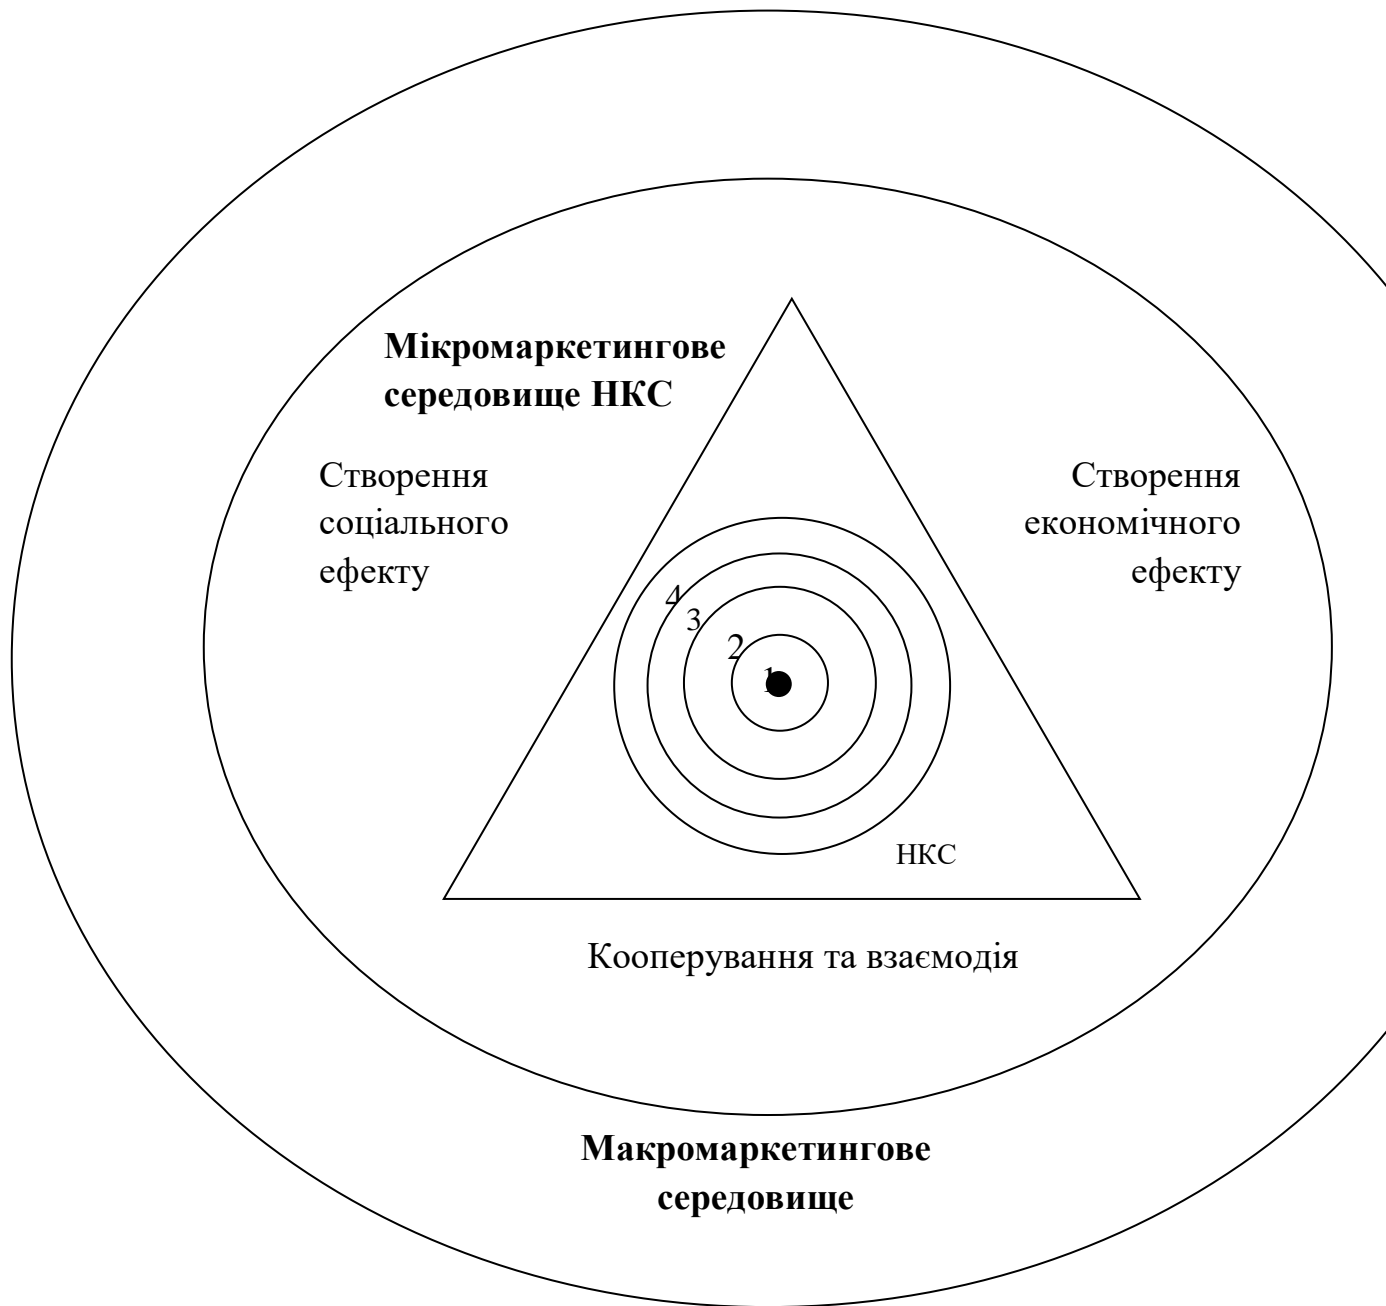 Мікромаркетингове
середовище НКС
Створення
соціального
ефекту
Створення
економічного
ефекту
4
3
2
1
НКС
Кооперування та взаємодія
Макромаркетингове
середовище